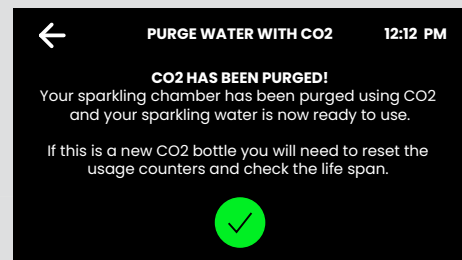 PURGE WATER WITH CO2 12:12 PM
CO2 HAS BEEN PURGED!
Your sparkling chamber has been purged using CO2
and your sparkling water is now ready to use.
If this is a new CO2 bottle you will need to reset the
usage counters and check the life span.